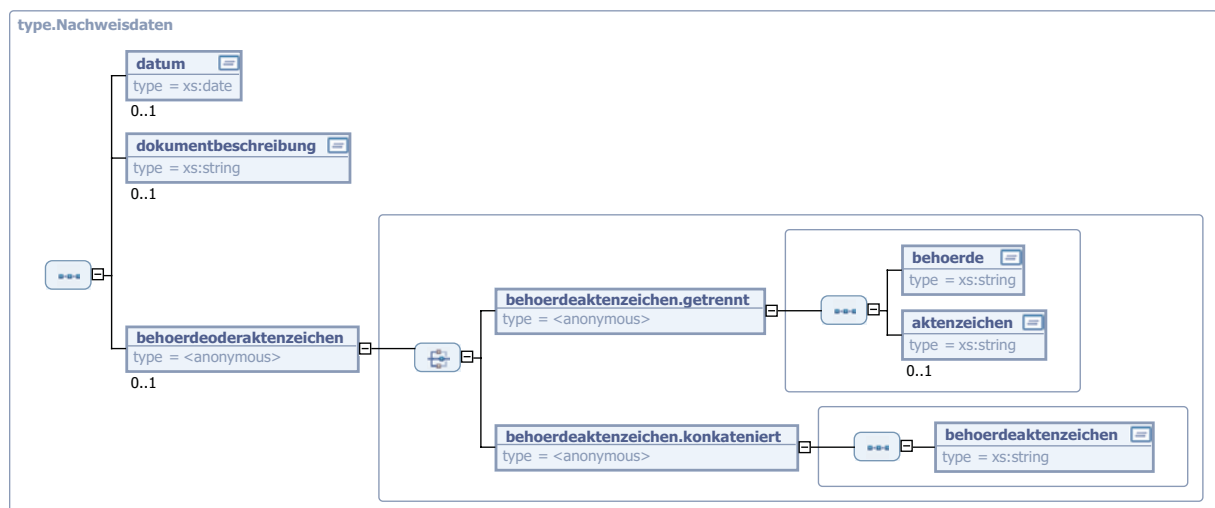 type.Nachweisdaten
datum
type = xs:date
0..1
dokumentbeschreibung
type = xs:string
0..1
behoerdeoderaktenzeichen
type = <anonymous>
0..1
behoerdeaktenzeichen.getrennt
type = <anonymous>
behoerde
type = xs:string
aktenzeichen
type = xs:string
0..1
behoerdeaktenzeichen.konkateniert
type = <anonymous>
behoerdeaktenzeichen
type = xs:string